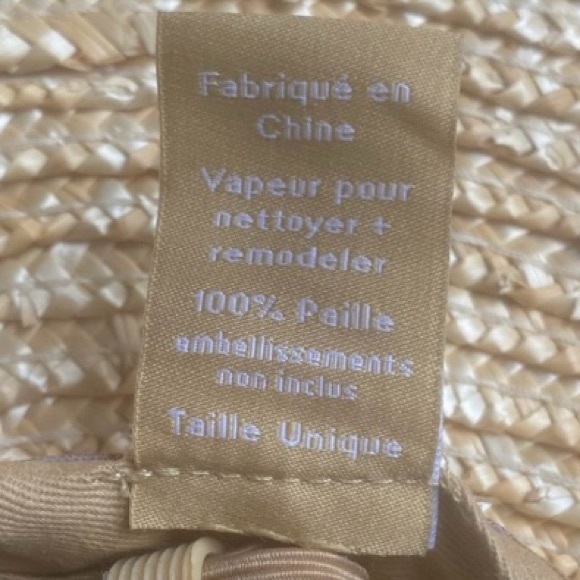 Fabriqué en
Chine
Vapeur pour
nettoyer +
remodeler
100% Paille
embellissements
non inclus
Taille Unique